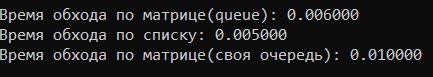 Время обхода по матрице(queue): 0.006000
Время обхода по списку: 0.005000
Время обхода по матрице(своя очередь): 0.010000